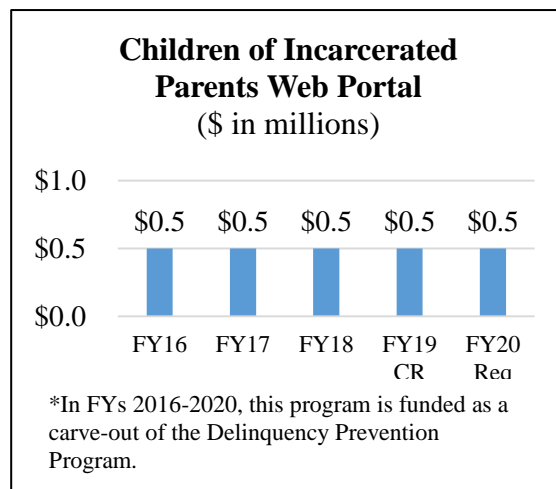 Children of Incarcerated
Parents Web Portal
($ in millions)
$1.0
$0.5 $0.5 $0.5 $0.5 $0.5
$0.5
$0.0
FY16 FY17 FY18 FY19 FY20
CR Req
*In FYs 2016-2020, this program is funded as a
carve-out of the Delinquency Prevention
Program.